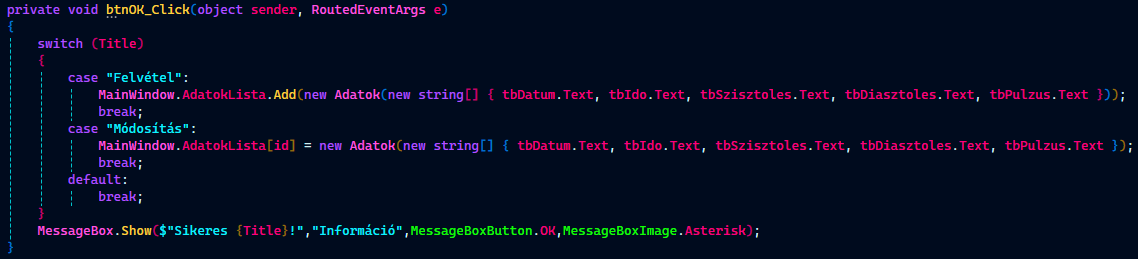 private void btnOK_Click(object sender, RoutedEventArgs e)
{
    switch (Title)
    {
        case "Felvétel":
            MainWindow.AdatokLista.Add(new Adatok(new string[] { tbDatum.Text, tbIdo.Text, tbSzisztoles.Text, tbDiasztoles.Text, tbPulzus.Text }));
            break;
        case "Módosítás":
            MainWindow.AdatokLista[id] = new Adatok(new string[] { tbDatum.Text, tbIdo.Text, tbSzisztoles.Text, tbDiasztoles.Text, tbPulzus.Text });
            break;
        default:
            break;
    }
    MessageBox.Show($"Sikeres {Title}!","Információ",MessageBoxButton.OK,MessageBoxImage.Asterisk);
}